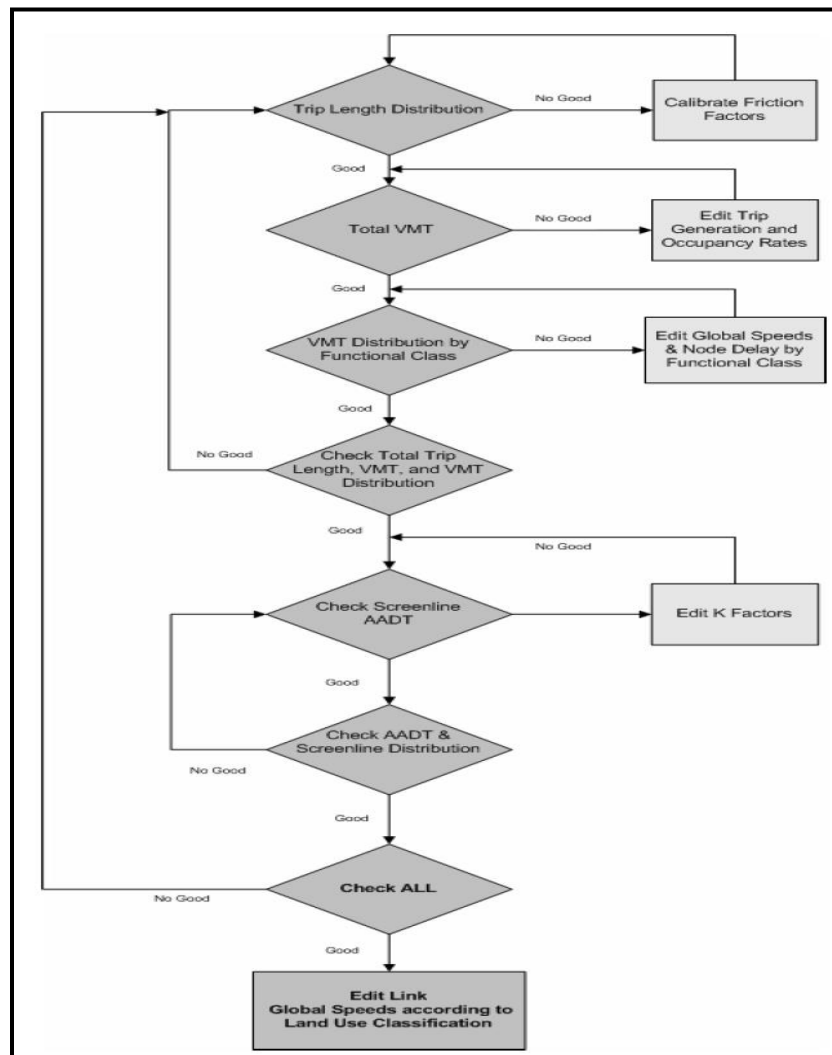 Trip Length Distribution
No Good
Calibrate Friction
Factors
Good
Total VMT
No Good
Edit Trip
Generation and
Occupancy Rates
Good
VMT Distribution by
Functional Class
No Good
Edit Global Speeds
& Node Delay by
Functional Class
Good
No Good
Check Total Trip
Length, VMT, and VMT
Distribution
Good
No Good
Check Screenline
AADT
Edit K Factors
Good
Check AADT &
Screenline Distribution
No Good
Good
Check ALL
No Good
Good
Edit Link
Global Speeds according to
Land Use Classification